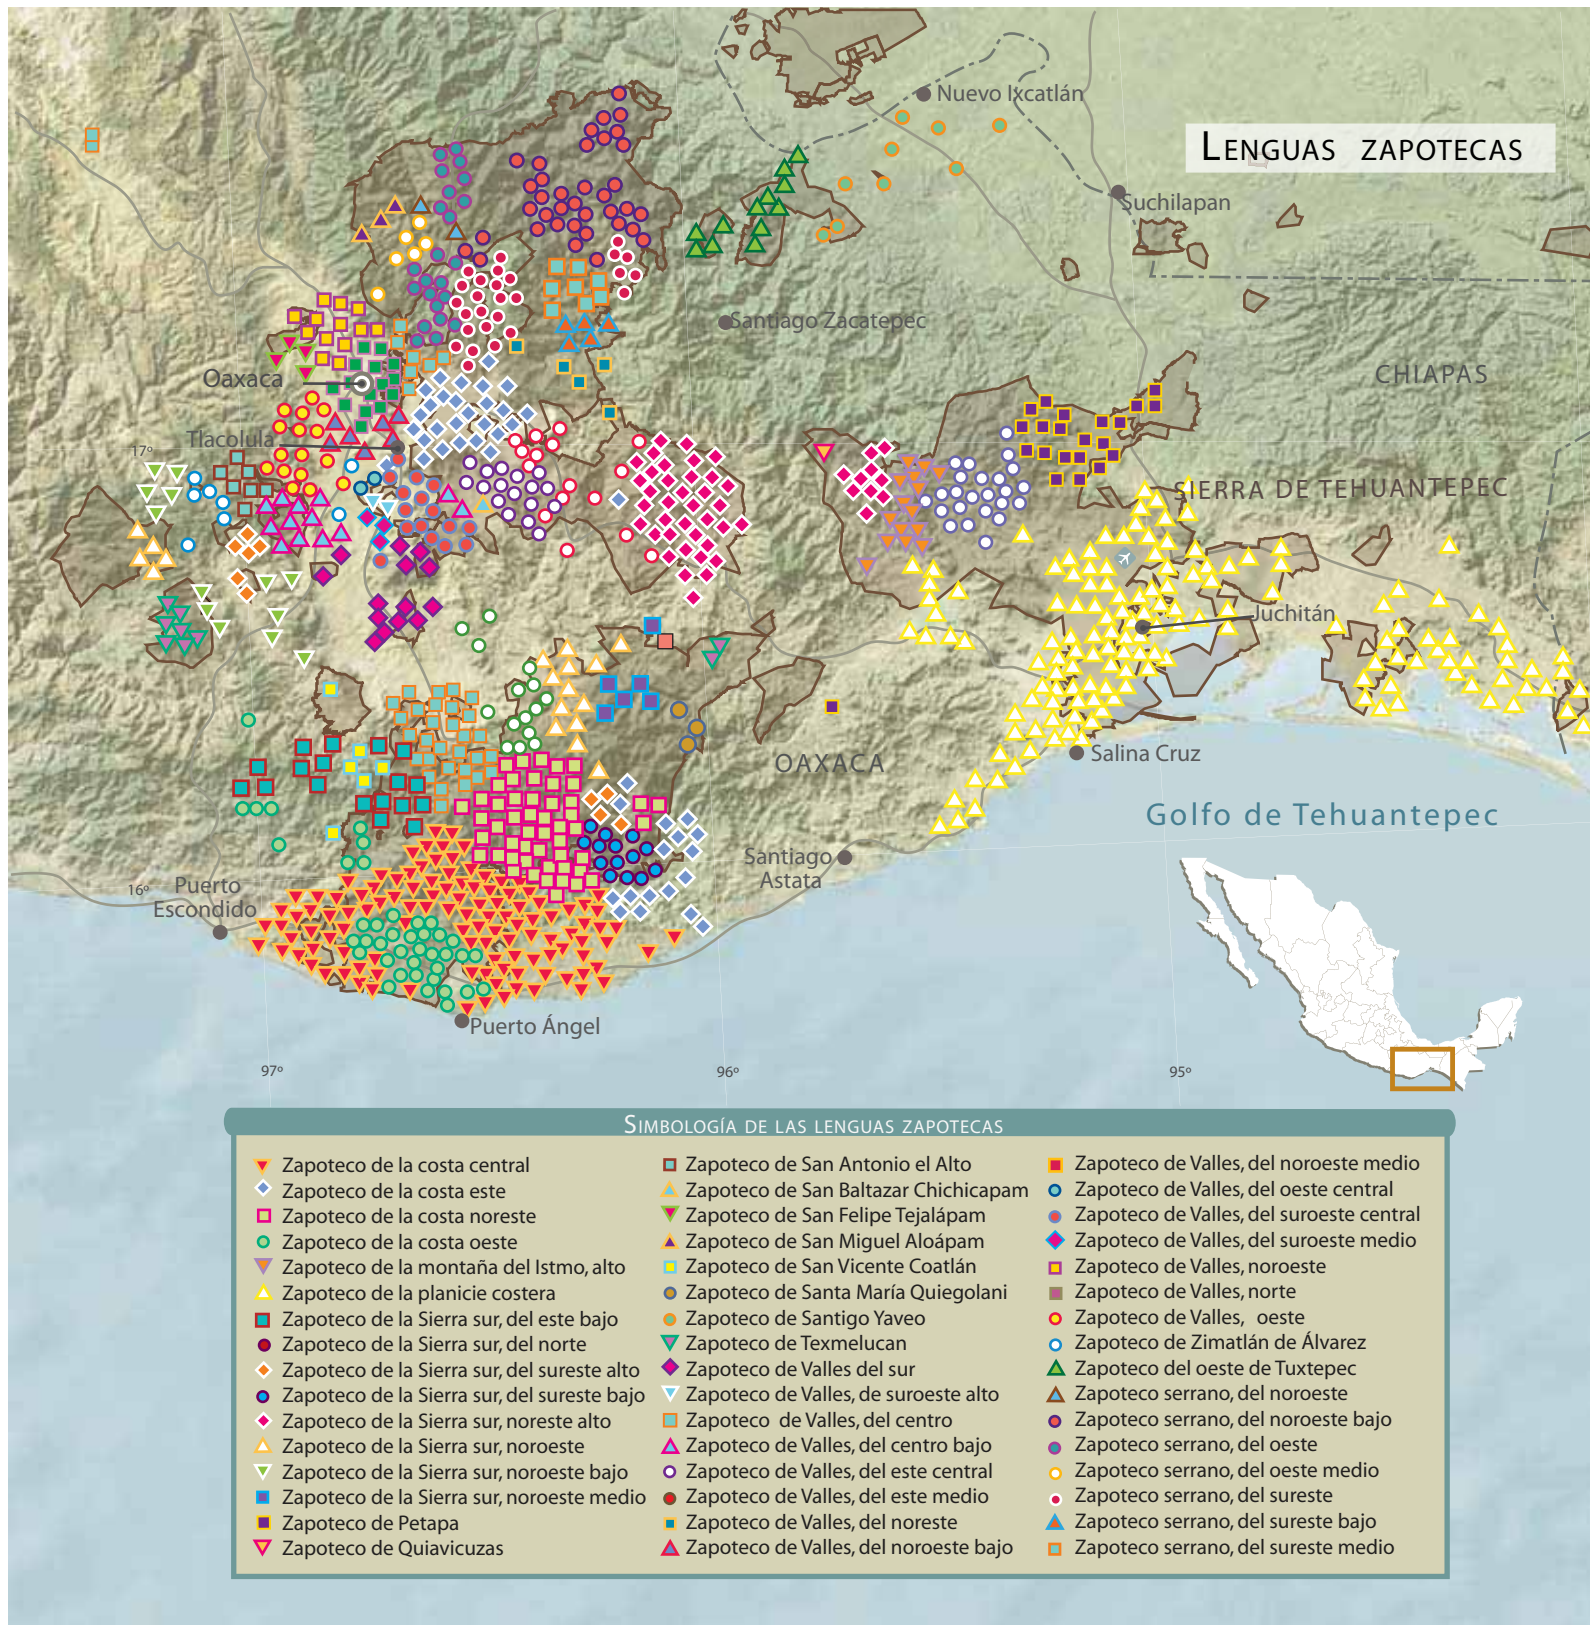 LENGUAS ZAPOTECAS
Nuevo Ixcatlán
Suchilapan
Santiago Zacatepec
CHIAPAS
Oaxaca
Tlacolula
17º
SIERRA DE TEHUANTEPEC
Juchitán
OAXACA
Salina Cruz
Golfo de Tehuantepec
Santiago
Astata
16º
Puerto
Escondido
Puerto Ángel
97º
96º
95º
SIMBOLOGÍA DE LAS LENGUAS ZAPOTECAS
Zapoteco de la costa central
Zapoteco de la costa este
Zapoteco de la costa noreste
Zapoteco de la costa oeste
Zapoteco de la montaña del Istmo, alto
Zapoteco de la planicie costera
Zapoteco de la Sierra sur, del este bajo
Zapoteco de la Sierra sur, del norte
Zapoteco de la Sierra sur, del sureste alto
Zapoteco de la Sierra sur, del sureste bajo
Zapoteco de la Sierra sur, noreste alto
Zapoteco de la Sierra sur, noroeste
Zapoteco de la Sierra sur, noroeste bajo
Zapoteco de la Sierra sur, noroeste medio
Zapoteco de Petapa
Zapoteco de Quiavicuzas
Zapoteco de San Antonio el Alto
Zapoteco de San Baltazar Chichicapam
Zapoteco de San Felipe Tejalápam
Zapoteco de San Miguel Aloápam
Zapoteco de San Vicente Coatlán
Zapoteco de Santa María Quiegolani
Zapoteco de Santigo Yaveo
Zapoteco de Texmelucan
Zapoteco de Valles del sur
Zapoteco de Valles, de suroeste alto
Zapoteco de Valles, del centro
Zapoteco de Valles, del centro bajo
Zapoteco de Valles, del este central
Zapoteco de Valles, del este medio
Zapoteco de Valles, del noreste
Zapoteco de Valles, del noroeste bajo
Zapoteco de Valles, del noroeste medio
Zapoteco de Valles, del oeste central
Zapoteco de Valles, del suroeste central
Zapoteco de Valles, del suroeste medio
Zapoteco de Valles, noroeste
Zapoteco de Valles, norte
Zapoteco de Valles, oeste
Zapoteco de Zimatlán de Álvarez
Zapoteco del oeste de Tuxtepec
Zapoteco serrano, del noroeste
Zapoteco serrano, del noroeste bajo
Zapoteco serrano, del oeste
Zapoteco serrano, del oeste medio
Zapoteco serrano, del sureste
Zapoteco serrano, del sureste bajo
Zapoteco serrano, del sureste medio